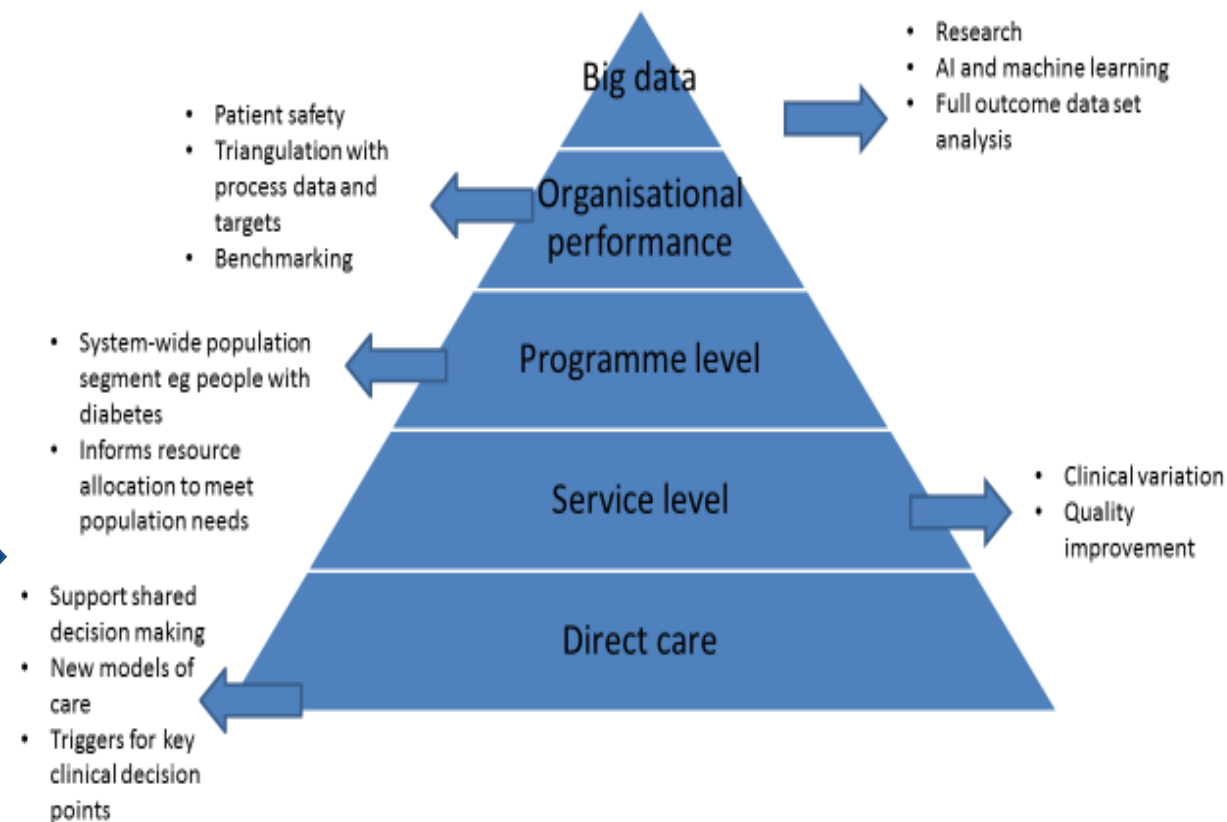 Big data
• Research
• AI and machine learning
• Full outcome data set
analysis
• Patient safety
• Triangulation with
process data and
targets
• Benchmarking
Organisational
performance
• System-wide population
segment eg people with
diabetes
• Informs resource
allocation to meet
population needs
Programme level
Service level
• Clinical variation
• Quality
improvement
• Support shared
decision making
• New models of
care
• Triggers for key
clinical decision
points
Direct care